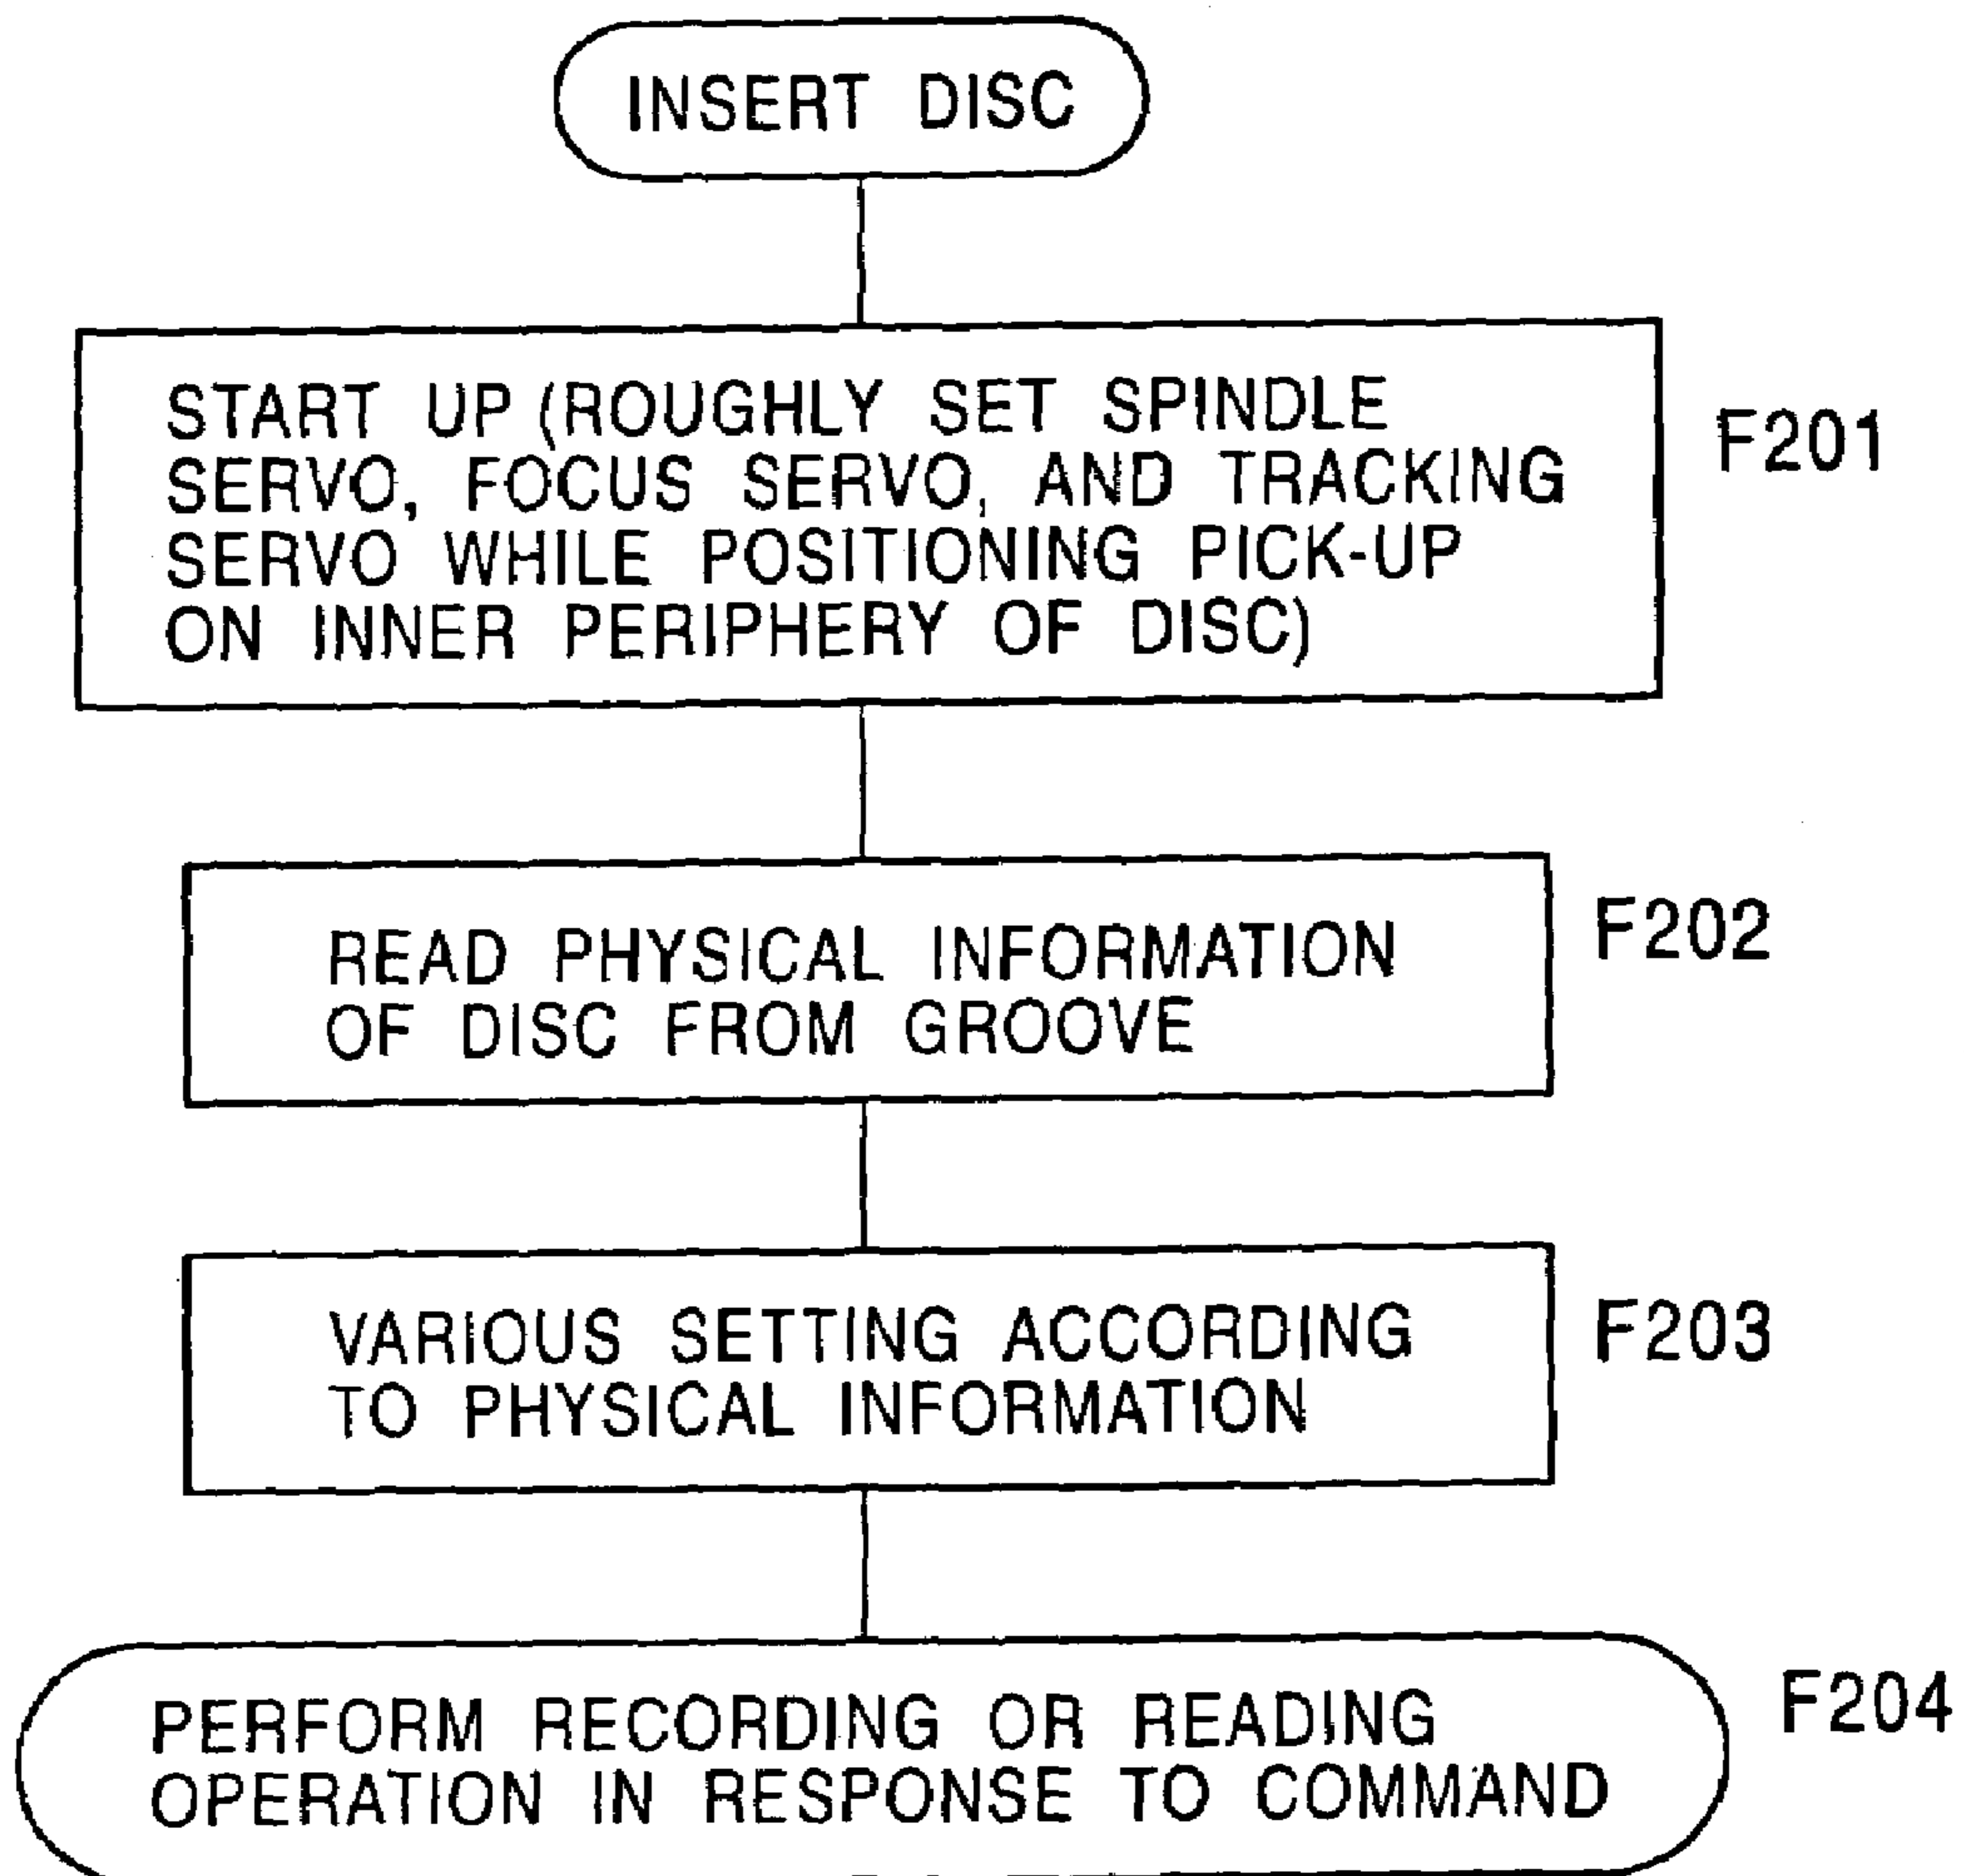 INSERT DISC
START UP (ROUGHLY SET SPINDLE
SERVO, FOCUS SERVO, AND TRACKING
SERVO WHILE POSITIONING PICK-UP
ON INNER PERIPHERY OF DISC)
F201
READ PHYSICAL INFORMATION
OF DISC FROM GROOVE
F202
VARIOUS SETTING ACCORDING
TO PHYSICAL INFORMATION
F203
PERFORM RECORDING OR READING
OPERATION IN RESPONSE TO COMMAND
F204